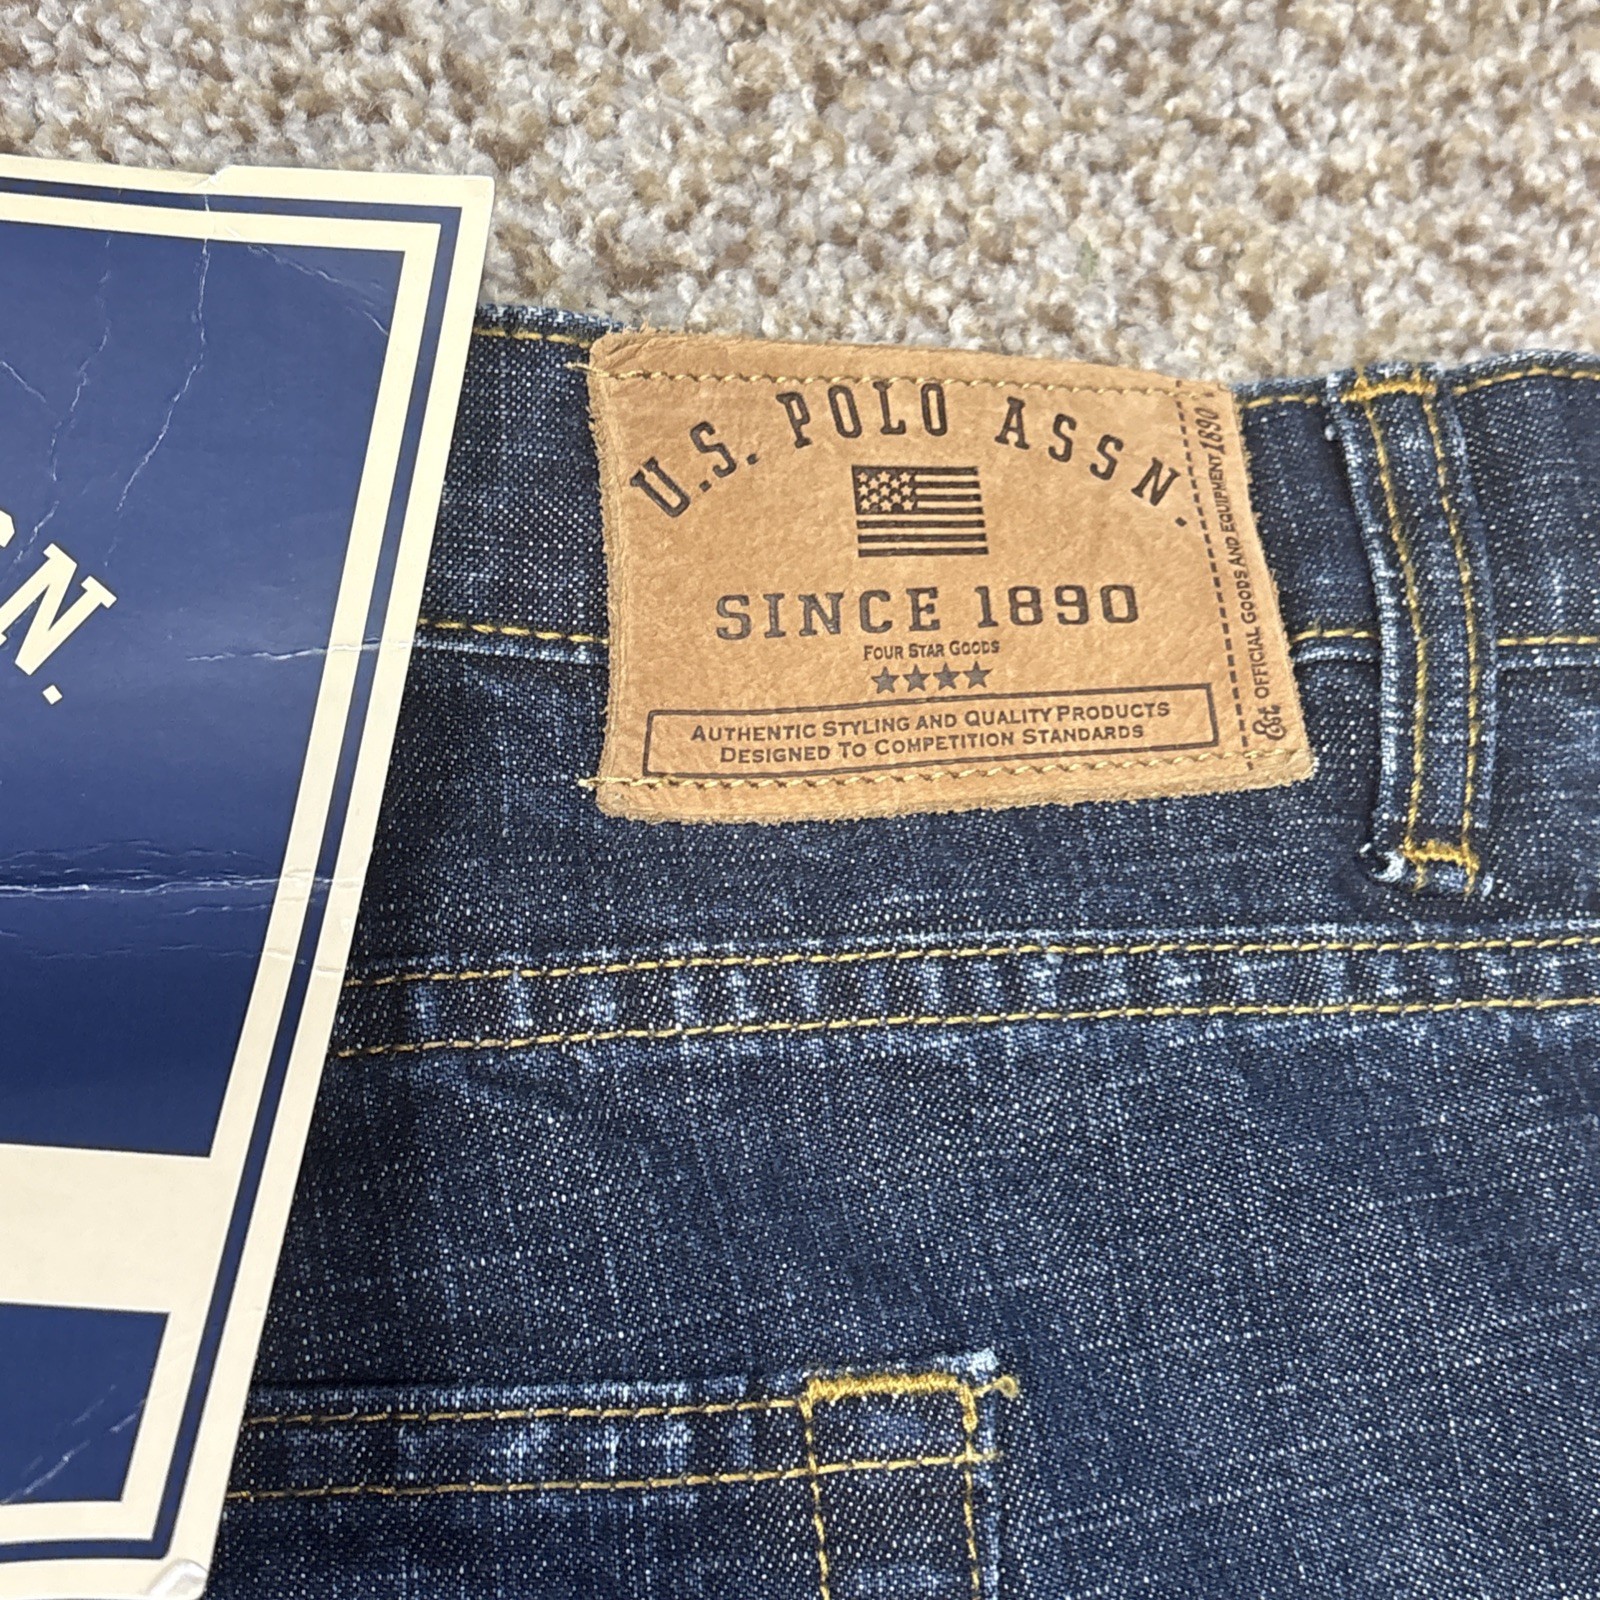 SN.
U.S. POLO ASSN.
SINCE 1890
FOUR STAR GOODS
AUTHENTIC STYLING AND QUALITY PRODUCTS
DESIGNED TO COMPETITION STANDARDS
Est. OFFICIAL GOODS AND EQUIPMENT 1890